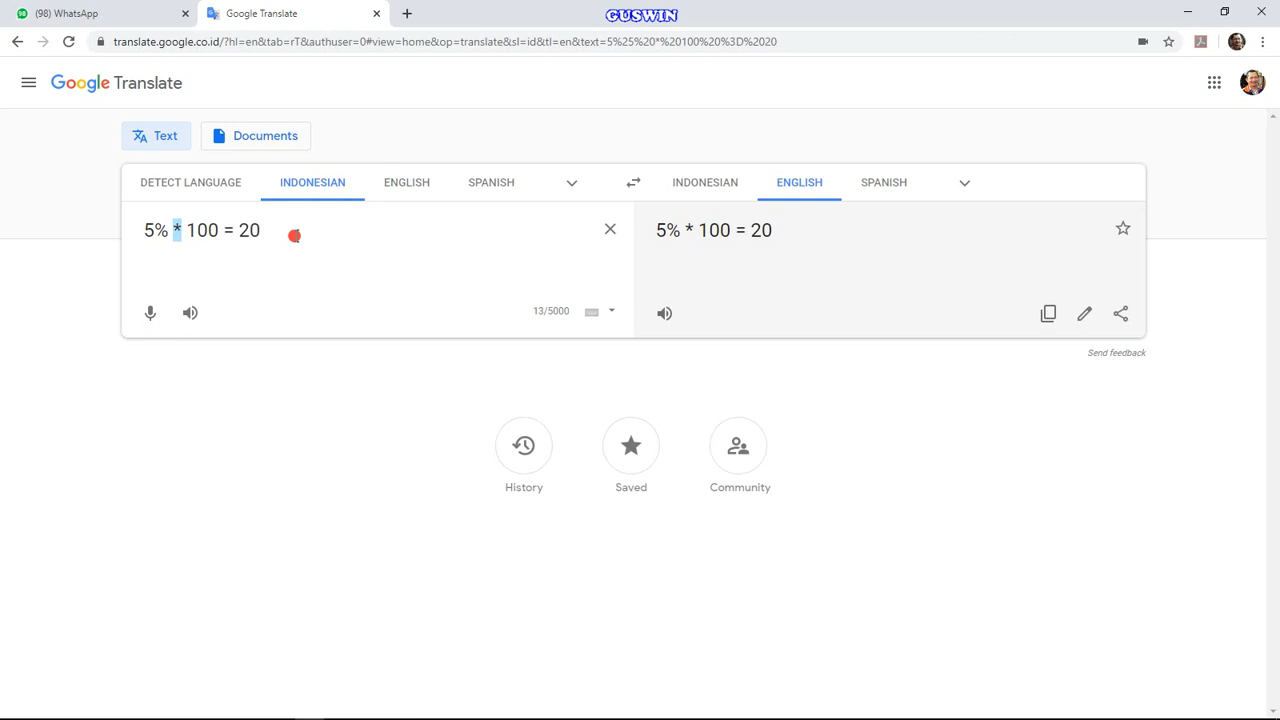 (98) WhatsApp
Google Translate
GUSWIN
translate.google.co.id/?hl=en&tab=rT&authuser=0#view=home&op=translate&sl=id&tl=en&text=5%25%20*%20100%20%3D%2020
Google Translate
Text
Documents
DETECT LANGUAGE
INDONESIAN
ENGLISH
SPANISH
INDONESIAN
ENGLISH
SPANISH
5% * 100 = 20
5% * 100 = 20
13/5000
Send feedback
History
Saved
Community